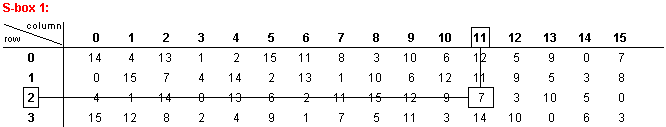 S-box 1:
column
row 0 1 2 3 4 5 6 7 8 9 10 11 12 13 14 15
0 14 4 13 1 2 15 11 8 3 10 6 12 5 9 0 7
1 0 15 7 4 14 2 13 1 10 6 12 11 9 5 3 8
2 4 1 14 0 13 6 2 11 15 12 9 7 3 10 5 0
3 15 12 8 2 4 9 1 7 5 11 3 14 10 0 6 3